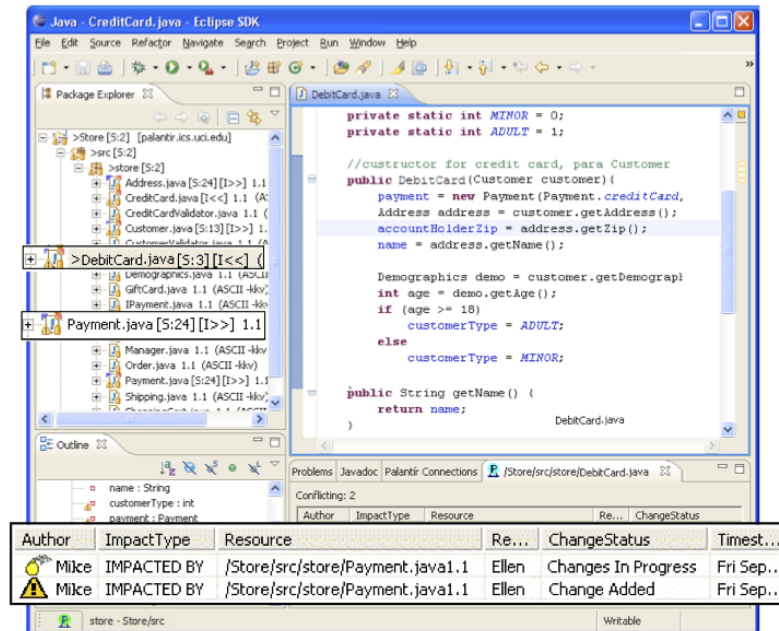 Java - CreditCard.java - Eclipse SDK
File Edit Source Refactor Navigate Search Project Run Window Help
Package Explorer
>Store [S:2] [palantir.ics.uci.edu]
>src [S:2]
>store [S:2]
Address.java [S:24][I>>] 1.1
CreditCard.java [I<<] 1.1 (A
CreditCardValidator.java 1.1 (
Customer.java [S:13][I>>] 1.
CustomerValidator.java 1.1 (A
>DebitCard.java [S:3][I<<] (
Demographics.java 1.1 (ASCII
GiftCard.java 1.1 (ASCII -kkv)
IPayment.java 1.1 (ASCII -kkv
Payment.java [S:24][I>>] 1.1
Manager.java 1.1 (ASCII -kkv
Order.java 1.1 (ASCII -kkv)
Payment.java [S:24][I>>] 1.1
Shipping.java 1.1 (ASCII -kkv)
DebitCard.java
private static int MINOR = 0;
private static int ADULT = 1;
//custructor for credit card, para Customer
public DebitCard(Customer customer){
payment = new Payment(Payment.creditCard,
Address address = customer.getAddress();
accountHolderZip = address.getZip();
name = address.getName();
Demographics demo = customer.getDemograph
int age = demo.getAge();
if (age >= 18)
customerType = ADULT;
else
customerType = MINOR;
public String getName() {
return name;
}
DebitCard.java
Outline
name : String
customerType : int
payment : Payment
Problems Javadoc Palantír Connections /Store/src/store/DebitCard.java
Conflicting: 2
Author ImpactType Resource Re... ChangeStatus
Author ImpactType Resource Re... ChangeStatus Timest...
Mike IMPACTED BY /Store/src/store/Payment.java1.1 Ellen Changes In Progress Fri Sep...
Mike IMPACTED BY /Store/src/store/Payment.java1.1 Ellen Change Added Fri Sep...
store - Store/src
Writable